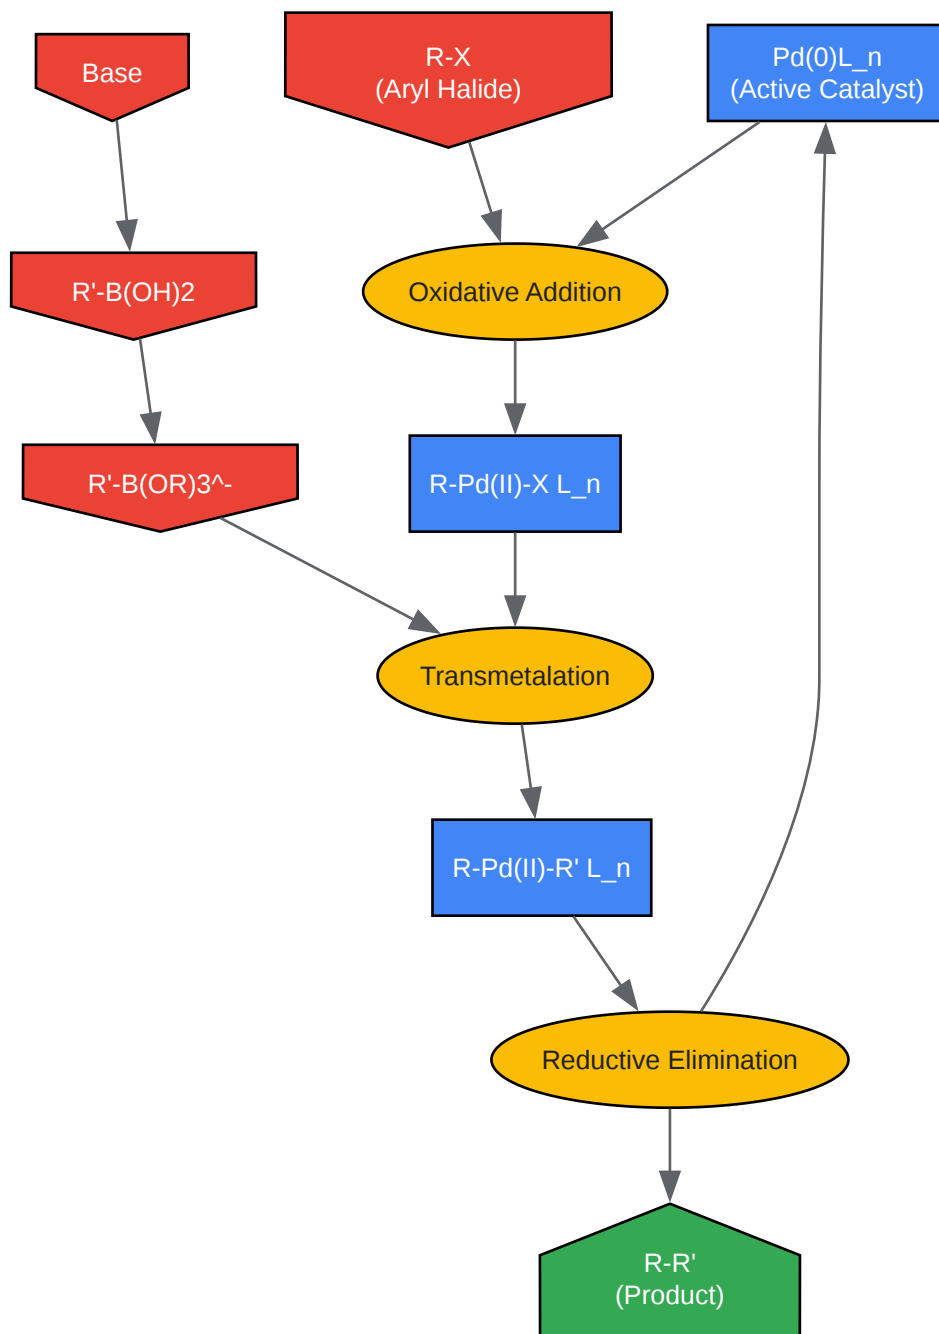 Base
R-X
(Aryl Halide)
Pd(0)L_n
(Active Catalyst)
R'-B(OH)2
Oxidative Addition
R'-B(OR)3^-
R-Pd(II)-X L_n
Transmetalation
R-Pd(II)-R' L_n
Reductive Elimination
R-R'
(Product)